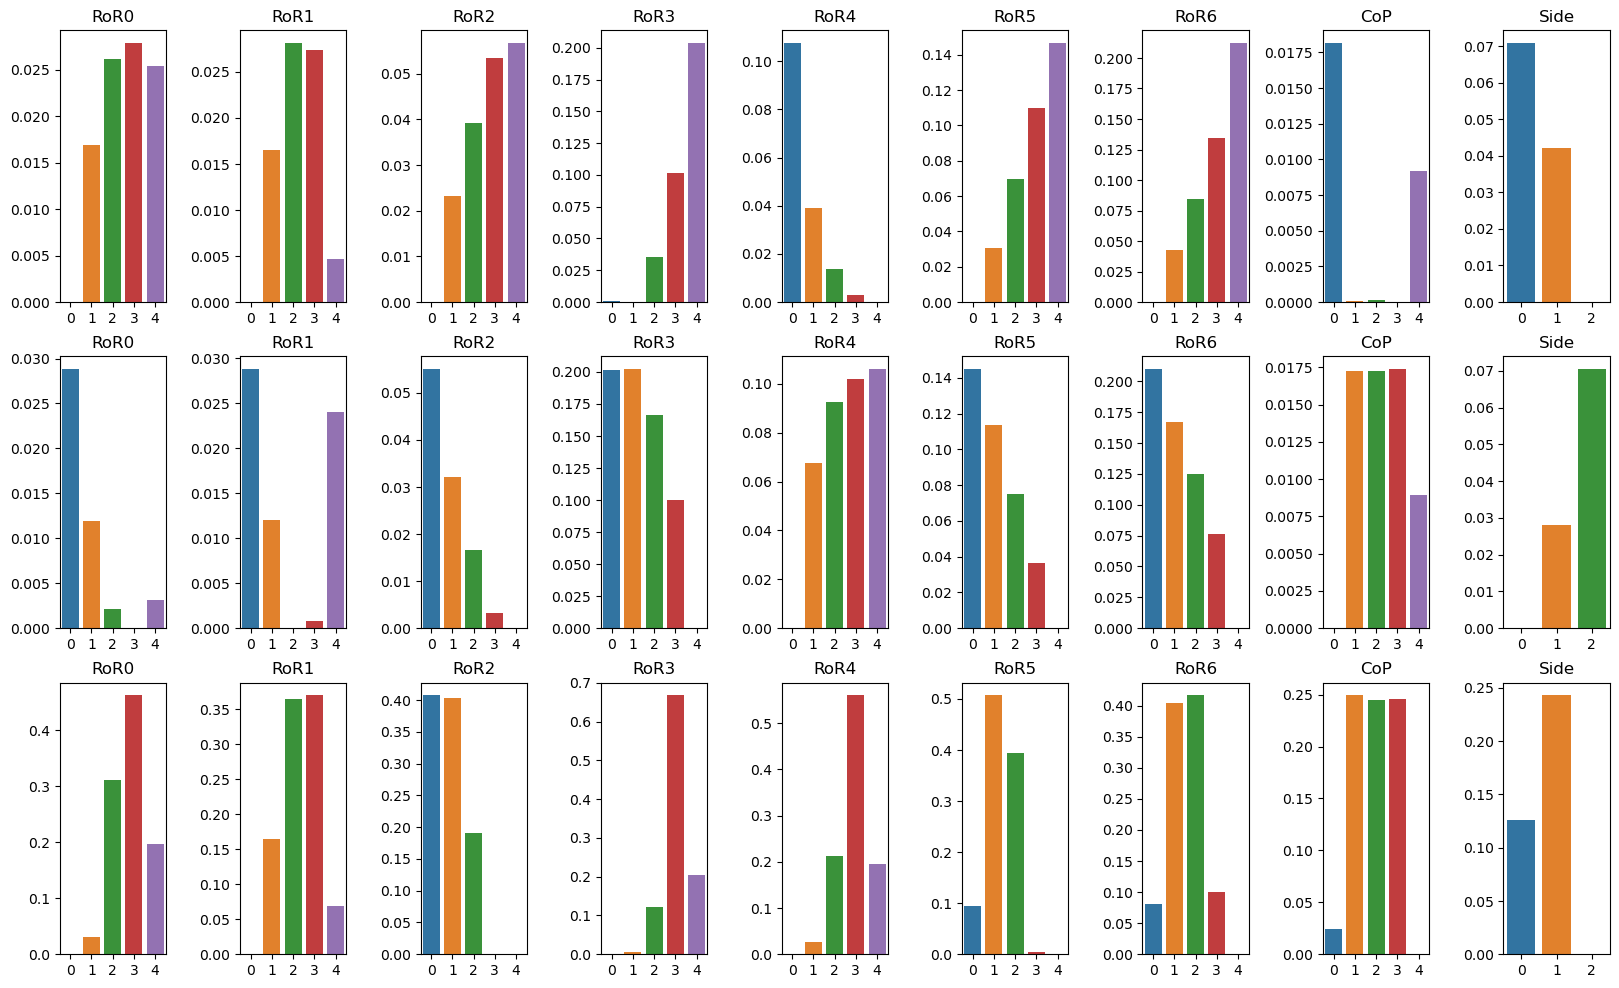 RoR0 RoR1 RoR2 RoR3 RoR4 RoR5 RoR6 CoP Side
0.025 0.020 0.015 0.010 0.005 0.000
0.025 0.020 0.015 0.010 0.005 0.000
0.05 0.04 0.03 0.02 0.01 0.00
0.200 0.175 0.150 0.125 0.100 0.075 0.050 0.025 0.000
0.10 0.08 0.06 0.04 0.02 0.00
0.14 0.12 0.10 0.08 0.06 0.04 0.02 0.00
0.200 0.175 0.150 0.125 0.100 0.075 0.050 0.025 0.000
0.0175 0.0150 0.0125 0.0100 0.0075 0.0050 0.0025 0.0000
0.07 0.06 0.05 0.04 0.03 0.02 0.01 0.00
0 1 2 3 4 0 1 2 3 4 0 1 2 3 4 0 1 2 3 4 0 1 2 3 4 0 1 2 3 4 0 1 2 3 4 0 1 2 3 4 0 1 2
RoR0 RoR1 RoR2 RoR3 RoR4 RoR5 RoR6 CoP Side
0.030 0.025 0.020 0.015 0.010 0.005 0.000
0.030 0.025 0.020 0.015 0.010 0.005 0.000
0.05 0.04 0.03 0.02 0.01 0.00
0.200 0.175 0.150 0.125 0.100 0.075 0.050 0.025 0.000
0.10 0.08 0.06 0.04 0.02 0.00
0.14 0.12 0.10 0.08 0.06 0.04 0.02 0.00
0.200 0.175 0.150 0.125 0.100 0.075 0.050 0.025 0.000
0.0175 0.0150 0.0125 0.0100 0.0075 0.0050 0.0025 0.0000
0.07 0.06 0.05 0.04 0.03 0.02 0.01 0.00
0 1 2 3 4 0 1 2 3 4 0 1 2 3 4 0 1 2 3 4 0 1 2 3 4 0 1 2 3 4 0 1 2 3 4 0 1 2 3 4 0 1 2
RoR0 RoR1 RoR2 RoR3 RoR4 RoR5 RoR6 CoP Side
0.4 0.3 0.2 0.1 0.0
0.35 0.30 0.25 0.20 0.15 0.10 0.05 0.00
0.40 0.35 0.30 0.25 0.20 0.15 0.10 0.05 0.00
0.7 0.6 0.5 0.4 0.3 0.2 0.1 0.0
0.5 0.4 0.3 0.2 0.1 0.0
0.5 0.4 0.3 0.2 0.1 0.0
0.40 0.35 0.30 0.25 0.20 0.15 0.10 0.05 0.00
0.25 0.20 0.15 0.10 0.05 0.00
0.25 0.20 0.15 0.10 0.05 0.00
0 1 2 3 4 0 1 2 3 4 0 1 2 3 4 0 1 2 3 4 0 1 2 3 4 0 1 2 3 4 0 1 2 3 4 0 1 2 3 4 0 1 2